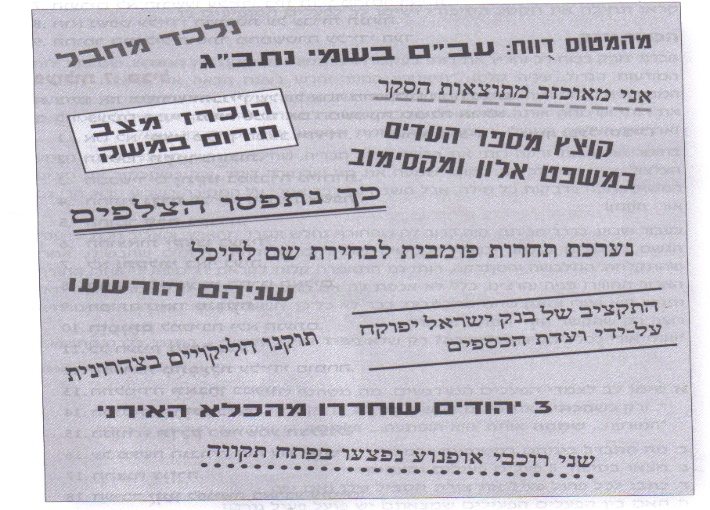 מהמטוס דווח: עב"ם בשמי נתב"ג
נלכד מחבל
אני מאוכזב מתוצאות הסקר
הוכרז מצב
חירום במשק
קוצץ מספר העדים
במשפט אלון ומקסימוב
כך נתפסו הצלפים
נערכת תחרות פומבית לבחירת שם להיכל
שניהם הורשעו
התקציב של בנק ישראל יפוקח
על-ידי ועדת הכספים
תוקנו הליקויים בצהרונית
3 יהודים שוחררו מהכלא האירני
שני רוכבי אופנוע נפצעו בפתח תקווה